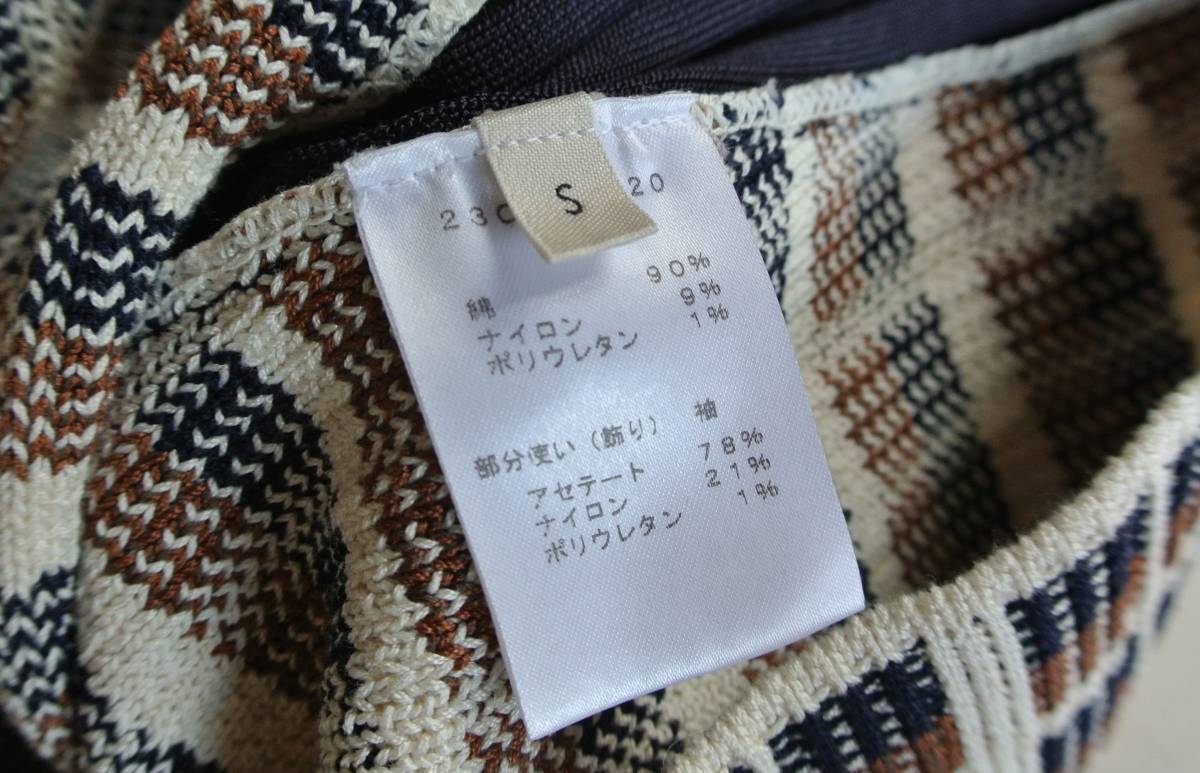 S
綿 90%
ナイロン 9%
ポリウレタン 1%
部分使い（飾り） 袖
アセテート 78%
ナイロン 21%
ポリウレタン 1%